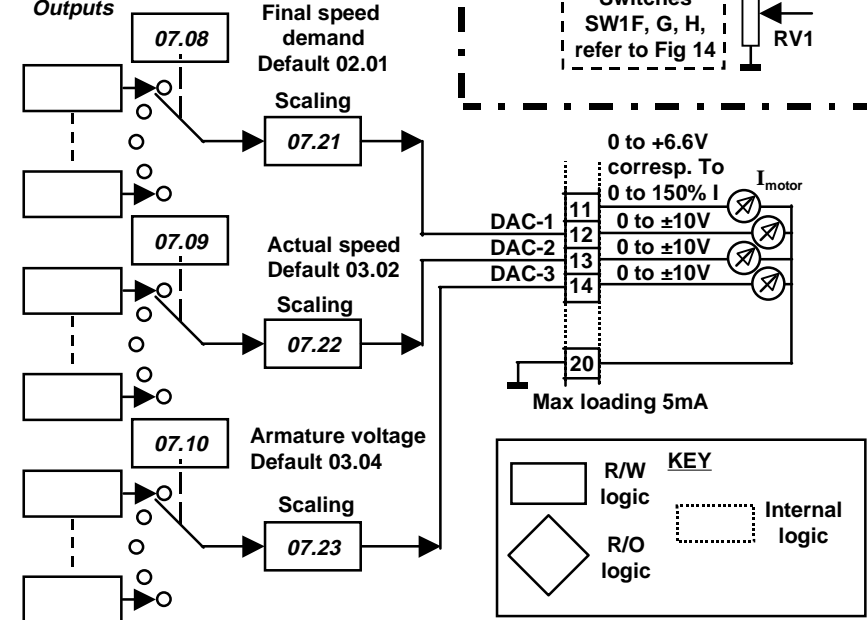 Outputs
07.08
Final speed
demand
Default 02.01
Scaling
07.21
Switches
SW1F, G, H,
refer to Fig 14
RV1
07.09
Actual speed
Default 03.02
Scaling
07.22
07.10
Armature voltage
Default 03.04
Scaling
07.23
0 to +6.6V
corresp. To
0 to 150% I
Imotor
11
DAC-1
12
0 to ±10V
DAC-2
13
0 to ±10V
DAC-3
14
0 to ±10V
20
Max loading 5mA
KEY
R/W
logic
R/O
logic
Internal
logic